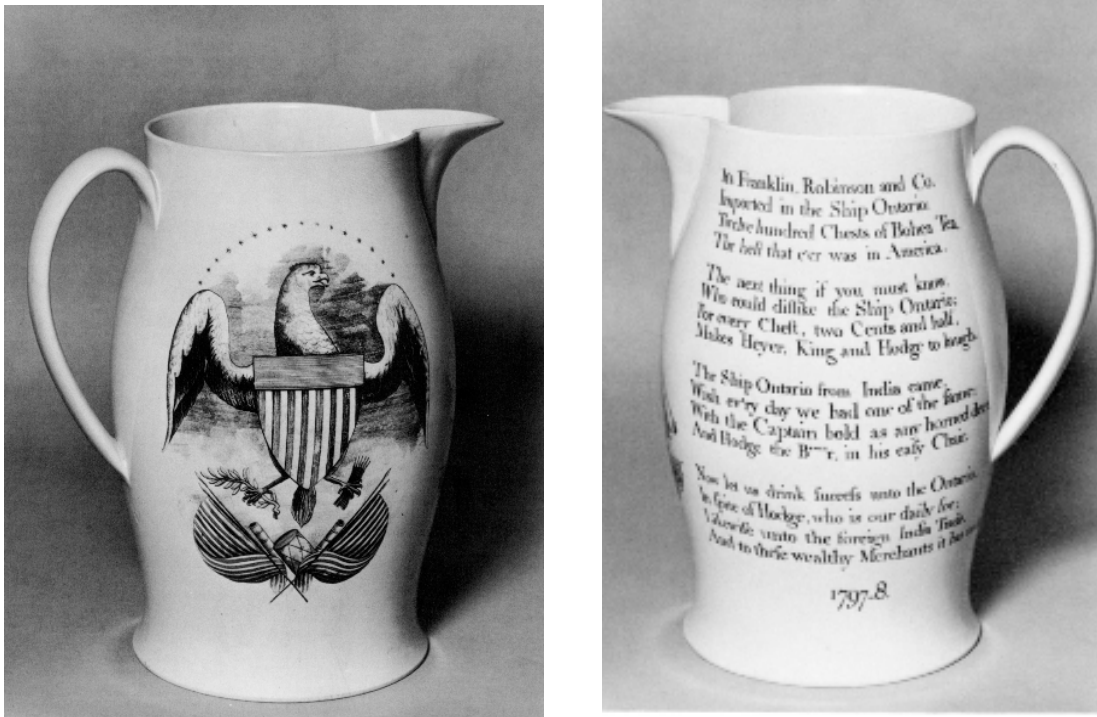 In Franklin, Robinson and Co.
Imported in the Ship Ontario.
Twelve hundred Chests of Bohea Tea,
The best that e'er was in America.
The next thing if you must know,
Who could dislike the Ship Ontario;
For every Chest, two Cents and half,
Makes Heyer, King and Hodge to laugh.
The Ship Ontario from India came,
Wish ev'ry day we had one of the same;
With the Captain bold as any horned deer
And Hodge the B***r, in his easy Chair.
Now let us drink success unto the Ontario,
In spite of Hodge, who is our daily foe;
Likewise unto the foreign India Trade,
And to these wealthy Merchants it has
1797-8.